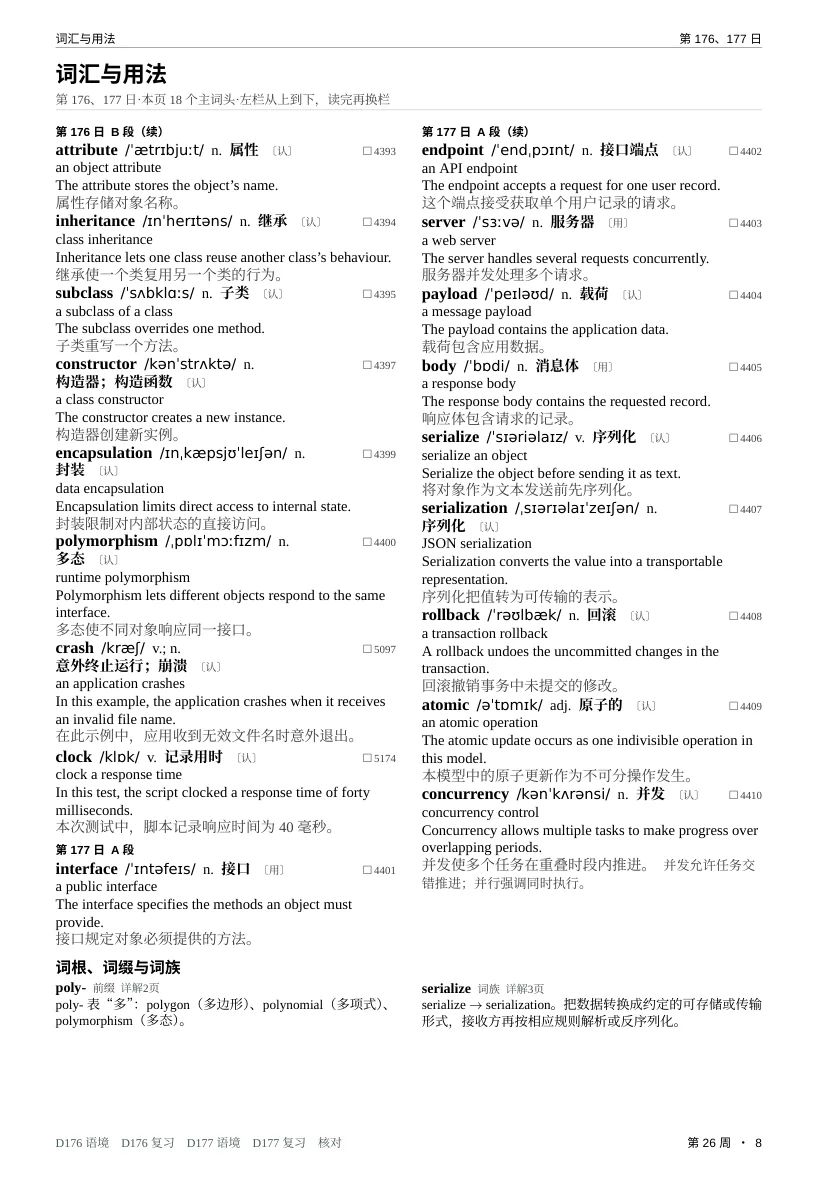 词汇与用法 第 176、177 日
词汇与用法
第 176、177 日·本页 18 个主词头·左栏从上到下，读完再换栏
第 176 日 B 段（续）
attribute /ˈætrɪbjuːt/ n. 属性 〔认〕 □4393
an object attribute
The attribute stores the object’s name.
属性存储对象名称。
inheritance /ɪnˈherɪtəns/ n. 继承 〔认〕 □4394
class inheritance
Inheritance lets one class reuse another class’s behaviour.
继承使一个类复用另一个类的行为。
subclass /ˈsʌbklɑːs/ n. 子类 〔认〕 □4395
a subclass of a class
The subclass overrides one method.
子类重写一个方法。
constructor /kənˈstrʌktə/ n. □4397
构造器；构造函数 〔认〕
a class constructor
The constructor creates a new instance.
构造器创建新实例。
encapsulation /ɪnˌkæpsjʊˈleɪʃən/ n. □4399
封装 〔认〕
data encapsulation
Encapsulation limits direct access to internal state.
封装限制对内部状态的直接访问。
polymorphism /ˌpɒlɪˈmɔːfɪzm/ n. □4400
多态 〔认〕
runtime polymorphism
Polymorphism lets different objects respond to the same
interface.
多态使不同对象响应同一接口。
crash /kræʃ/ v.; n. □5097
意外终止运行；崩溃 〔认〕
an application crashes
In this example, the application crashes when it receives
an invalid file name.
在此示例中，应用收到无效文件名时意外退出。
clock /klɒk/ v. 记录用时 〔认〕 □5174
clock a response time
In this test, the script clocked a response time of forty
milliseconds.
本次测试中，脚本记录响应时间为 40 毫秒。
第 177 日 A 段
interface /ˈɪntəfeɪs/ n. 接口 〔用〕 □4401
a public interface
The interface specifies the methods an object must
provide.
接口规定对象必须提供的方法。
第 177 日 A 段（续）
endpoint /ˈendˌpɔɪnt/ n. 接口端点 〔认〕 □4402
an API endpoint
The endpoint accepts a request for one user record.
这个端点接受获取单个用户记录的请求。
server /ˈsɜːvə/ n. 服务器 〔用〕 □4403
a web server
The server handles several requests concurrently.
服务器并发处理多个请求。
payload /ˈpeɪləʊd/ n. 载荷 〔认〕 □4404
a message payload
The payload contains the application data.
载荷包含应用数据。
body /ˈbɒdi/ n. 消息体 〔用〕 □4405
a response body
The response body contains the requested record.
响应体包含请求的记录。
serialize /ˈsɪəriəlaɪz/ v. 序列化 〔认〕 □4406
serialize an object
Serialize the object before sending it as text.
将对象作为文本发送前先序列化。
serialization /ˌsɪərɪəlaɪˈzeɪʃən/ n. □4407
序列化 〔认〕
JSON serialization
Serialization converts the value into a transportable
representation.
序列化把值转为可传输的表示。
rollback /ˈrəʊlbæk/ n. 回滚 〔认〕 □4408
a transaction rollback
A rollback undoes the uncommitted changes in the
transaction.
回滚撤销事务中未提交的修改。
atomic /əˈtɒmɪk/ adj. 原子的 〔认〕 □4409
an atomic operation
The atomic update occurs as one indivisible operation in
this model.
本模型中的原子更新作为不可分操作发生。
concurrency /kənˈkʌrənsi/ n. 并发 〔认〕 □4410
concurrency control
Concurrency allows multiple tasks to make progress over
overlapping periods.
并发使多个任务在重叠时段内推进。 并发允许任务交
错推进；并行强调同时执行。
词根、词缀与词族
poly- 前缀 详解2页
poly- 表“多”：polygon（多边形）、polynomial（多项式）、
polymorphism（多态）。
serialize 词族 详解3页
serialize → serialization。把数据转换成约定的可存储或传输
形式，接收方再按相应规则解析或反序列化。
D176 语境 D176 复习 D177 语境 D177 复习 核对 第 26 周 · 8